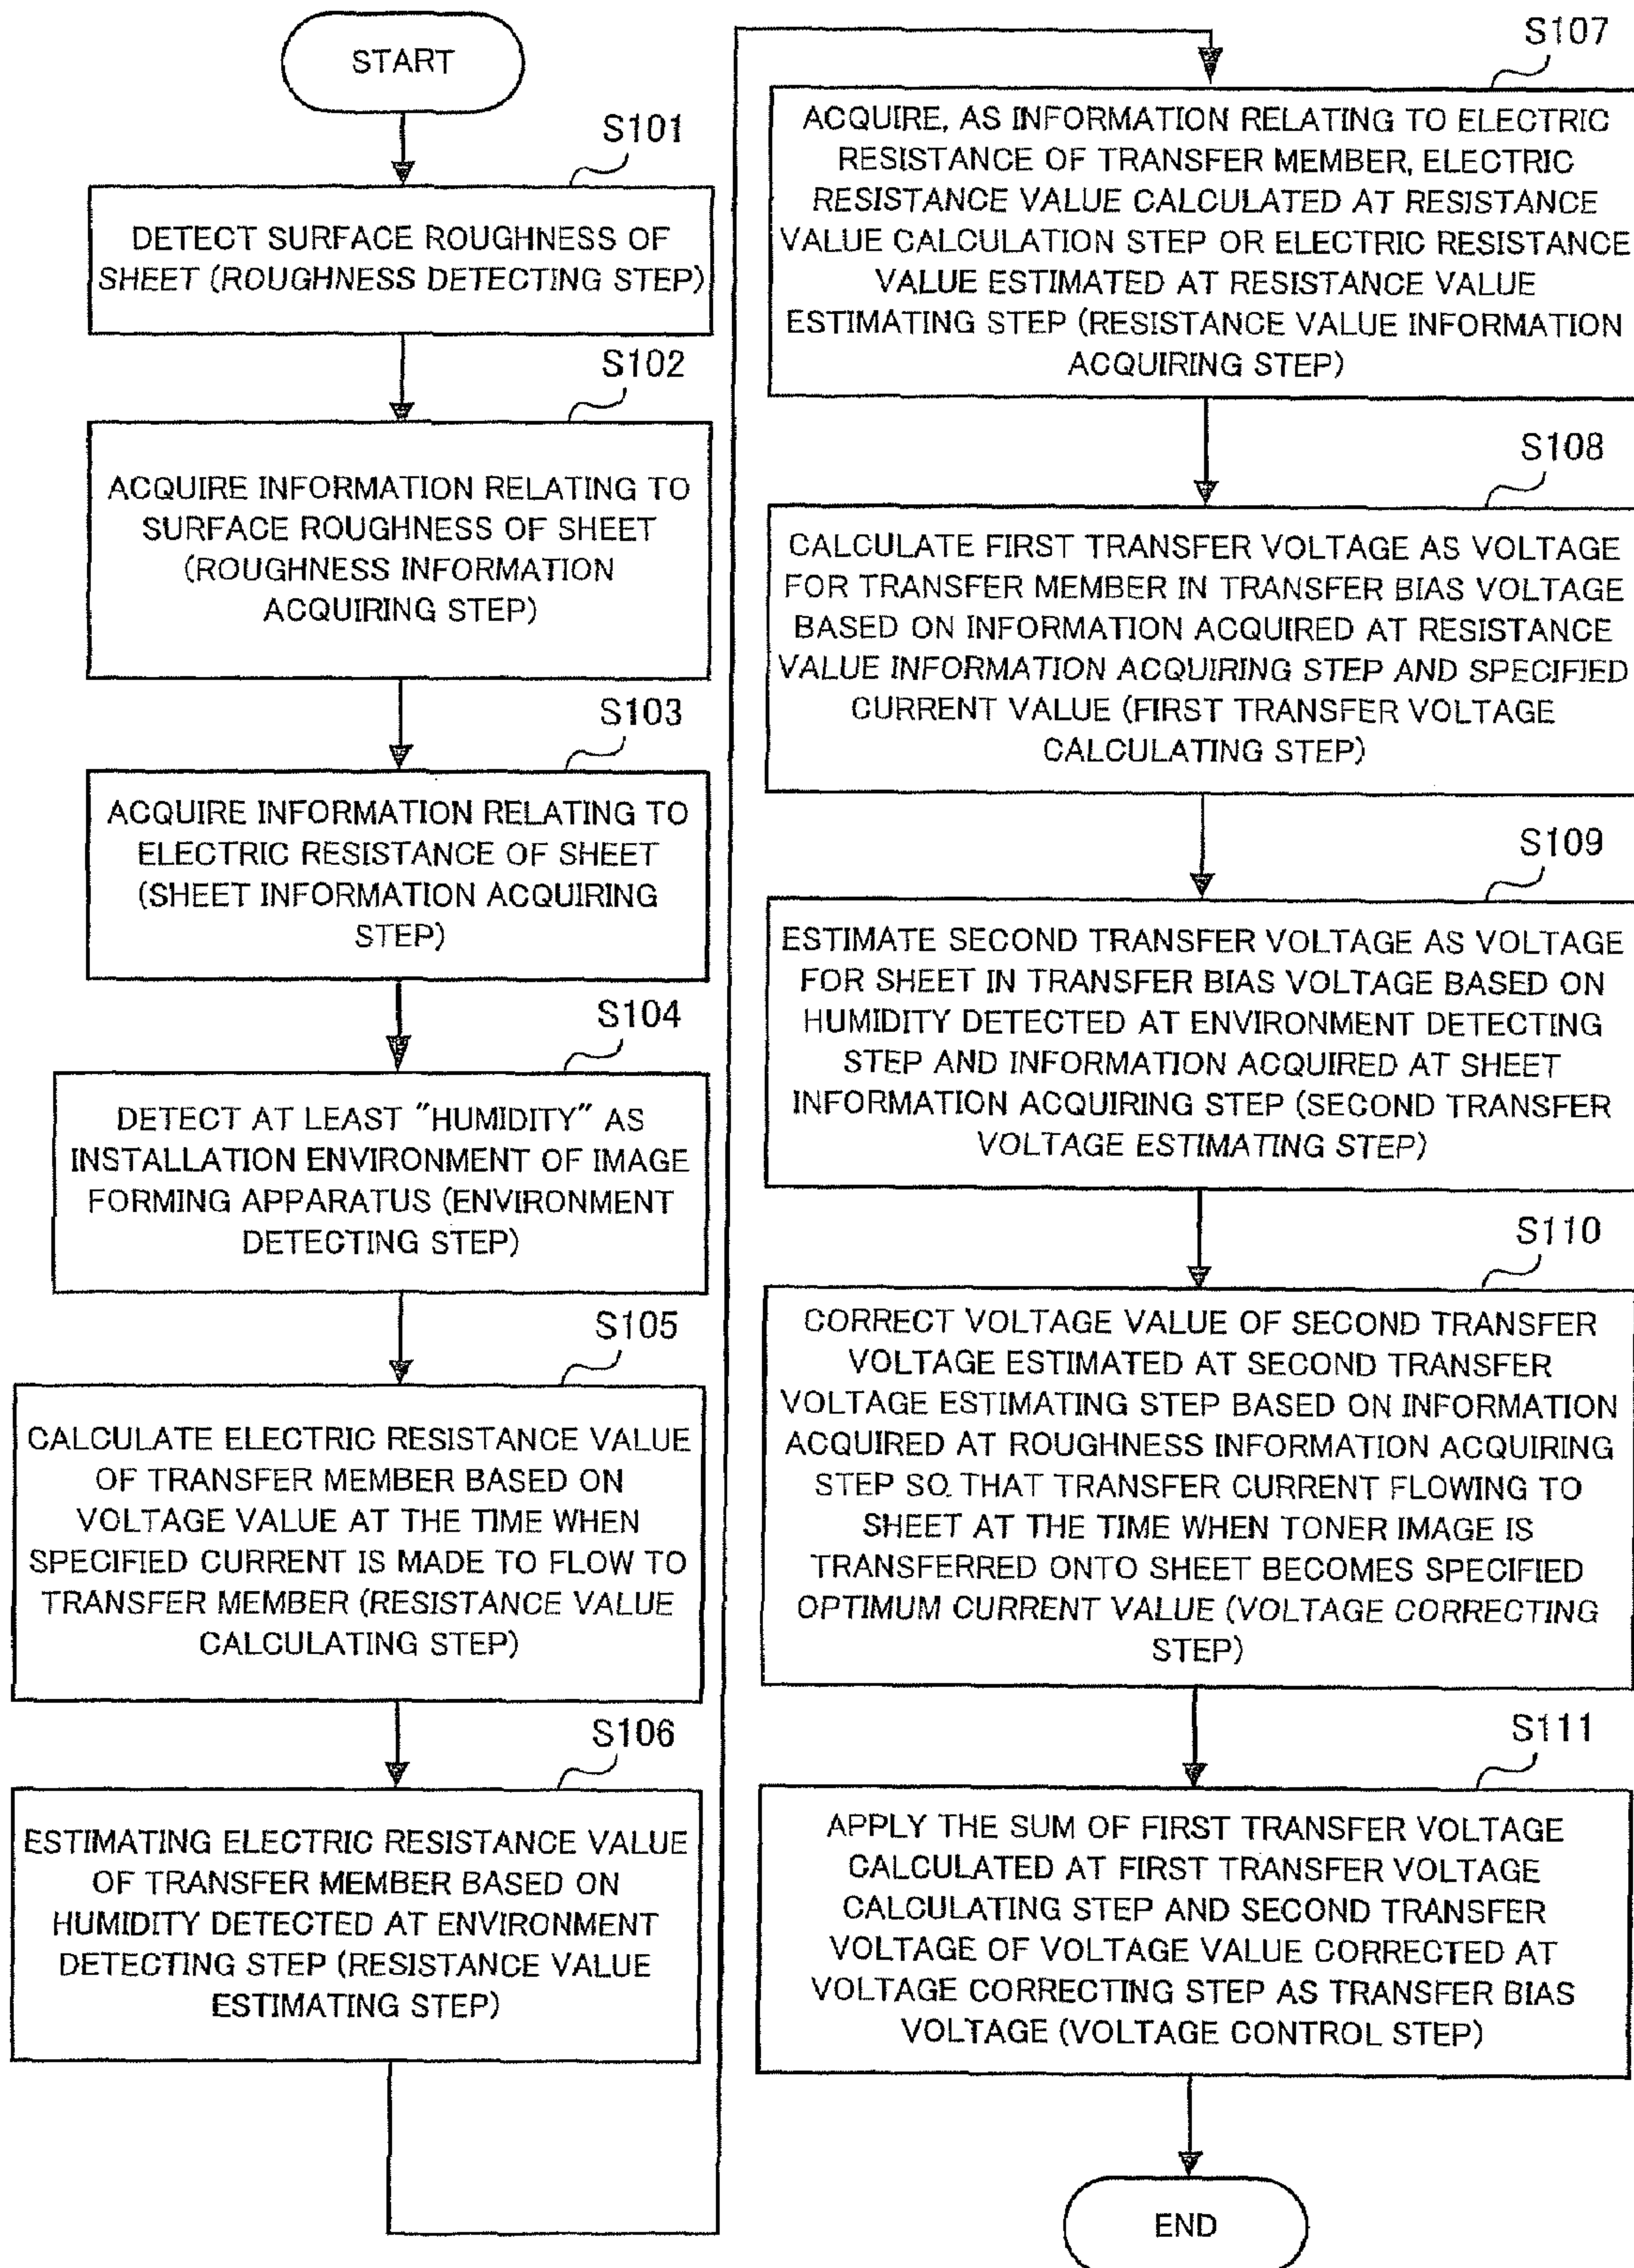 START
S101
DETECT SURFACE ROUGHNESS OF
SHEET (ROUGHNESS DETECTING STEP)
S102
ACQUIRE INFORMATION RELATING TO
SURFACE ROUGHNESS OF SHEET
(ROUGHNESS INFORMATION
ACQUIRING STEP)
S103
ACQUIRE INFORMATION RELATING TO
ELECTRIC RESISTANCE OF SHEET
(SHEET INFORMATION ACQUIRING
STEP)
S104
DETECT AT LEAST "HUMIDITY" AS
INSTALLATION ENVIRONMENT OF IMAGE
FORMING APPARATUS (ENVIRONMENT
DETECTING STEP)
S105
CALCULATE ELECTRIC RESISTANCE VALUE
OF TRANSFER MEMBER BASED ON
VOLTAGE VALUE AT THE TIME WHEN
SPECIFIED CURRENT IS MADE TO FLOW TO
TRANSFER MEMBER (RESISTANCE VALUE
CALCULATING STEP)
S106
ESTIMATING ELECTRIC RESISTANCE VALUE
OF TRANSFER MEMBER BASED ON
HUMIDITY DETECTED AT ENVIRONMENT
DETECTING STEP (RESISTANCE VALUE
ESTIMATING STEP)
S107
ACQUIRE, AS INFORMATION RELATING TO ELECTRIC
RESISTANCE OF TRANSFER MEMBER, ELECTRIC
RESISTANCE VALUE CALCULATED AT RESISTANCE
VALUE CALCULATION STEP OR ELECTRIC RESISTANCE
VALUE ESTIMATED AT RESISTANCE VALUE
ESTIMATING STEP (RESISTANCE VALUE INFORMATION
ACQUIRING STEP)
S108
CALCULATE FIRST TRANSFER VOLTAGE AS VOLTAGE
FOR TRANSFER MEMBER IN TRANSFER BIAS VOLTAGE
BASED ON INFORMATION ACQUIRED AT RESISTANCE
VALUE INFORMATION ACQUIRING STEP AND SPECIFIED
CURRENT VALUE (FIRST TRANSFER VOLTAGE
CALCULATING STEP)
S109
ESTIMATE SECOND TRANSFER VOLTAGE AS VOLTAGE
FOR SHEET IN TRANSFER BIAS VOLTAGE BASED ON
HUMIDITY DETECTED AT ENVIRONMENT DETECTING
STEP AND INFORMATION ACQUIRED AT SHEET
INFORMATION ACQUIRING STEP (SECOND TRANSFER
VOLTAGE ESTIMATING STEP)
S110
CORRECT VOLTAGE VALUE OF SECOND TRANSFER
VOLTAGE ESTIMATED AT SECOND TRANSFER
VOLTAGE ESTIMATING STEP BASED ON INFORMATION
ACQUIRED AT ROUGHNESS INFORMATION ACQUIRING
STEP SO THAT TRANSFER CURRENT FLOWING TO
SHEET AT THE TIME WHEN TONER IMAGE IS
TRANSFERRED ONTO SHEET BECOMES SPECIFIED
OPTIMUM CURRENT VALUE (VOLTAGE CORRECTING
STEP)
S111
APPLY THE SUM OF FIRST TRANSFER VOLTAGE
CALCULATED AT FIRST TRANSFER VOLTAGE
CALCULATING STEP AND SECOND TRANSFER
VOLTAGE OF VOLTAGE VALUE CORRECTED AT
VOLTAGE CORRECTING STEP AS TRANSFER BIAS
VOLTAGE (VOLTAGE CONTROL STEP)
END